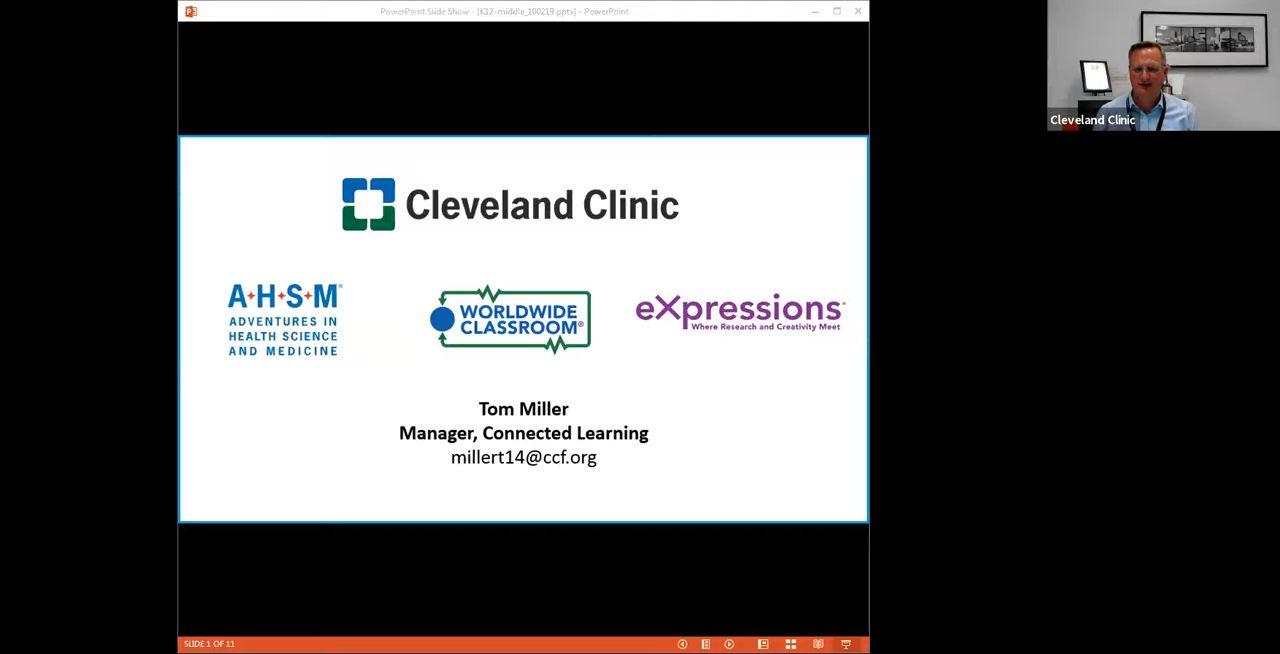 PowerPoint Slide Show - [K12-middle_100219.pptx] - PowerPoint
Cleveland Clinic
Cleveland Clinic
A+H+S+M®
ADVENTURES IN
HEALTH SCIENCE
AND MEDICINE
WORLDWIDE
CLASSROOM®
eXpressions®
Where Research and Creativity Meet
Tom Miller
Manager, Connected Learning
millert14@ccf.org
SLIDE 1 OF 11